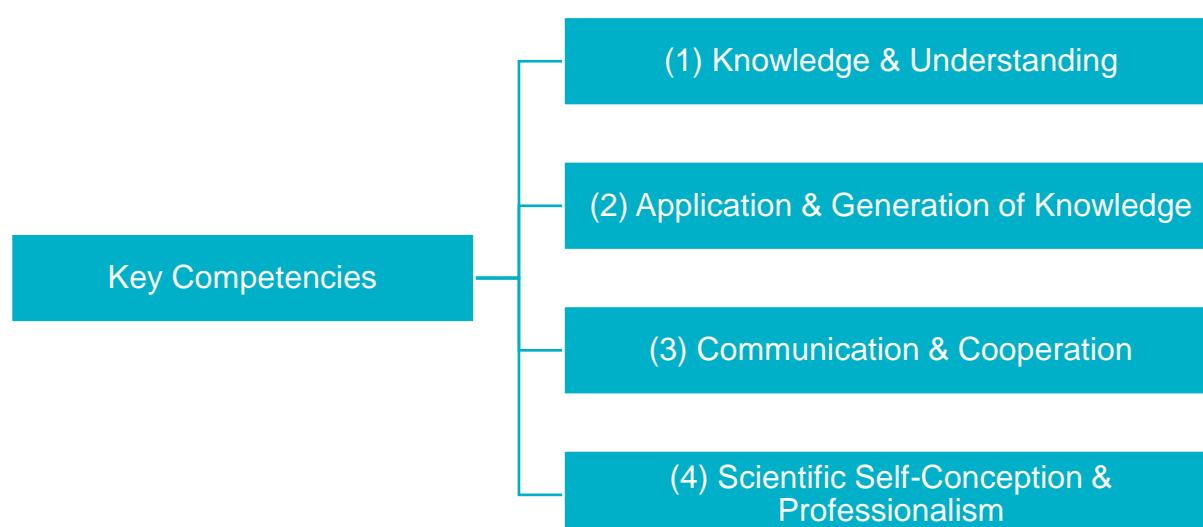 Key Competencies
(1) Knowledge & Understanding
(2) Application & Generation of Knowledge
(3) Communication & Cooperation
(4) Scientific Self-Conception &
Professionalism